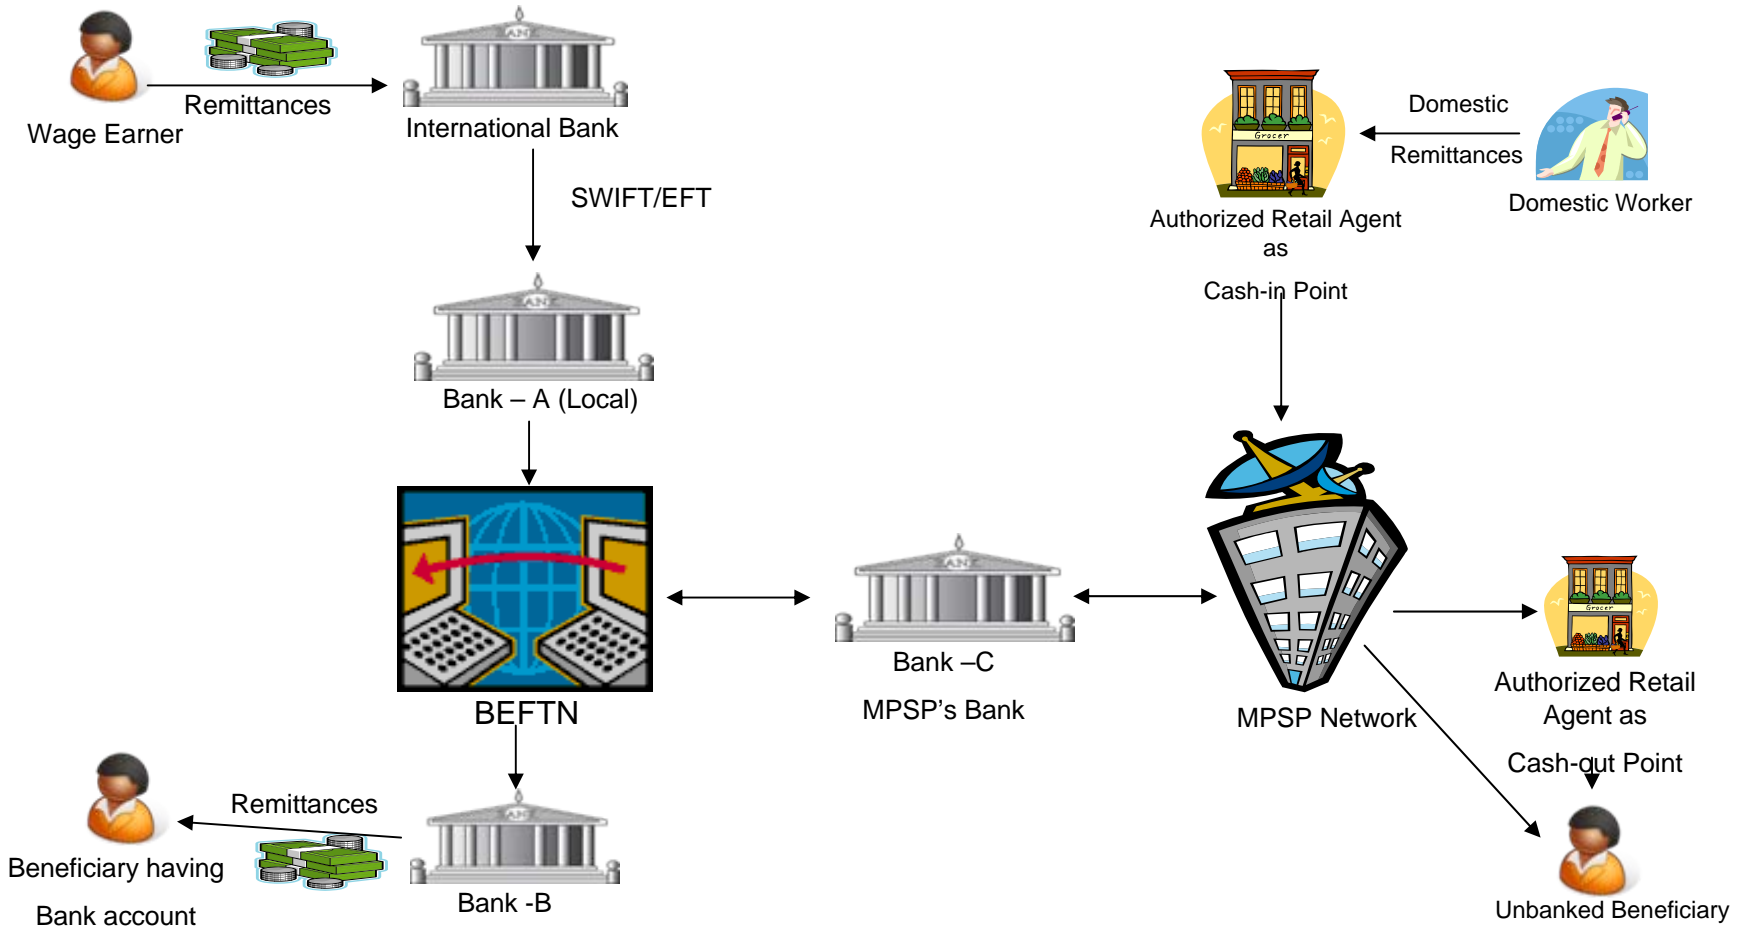 Wage Earner
Remittances
International Bank
SWIFT/EFT
Bank – A (Local)
BEFTN
Remittances
Beneficiary having
Bank account
Bank -B
Bank –C
MPSP's Bank
Grocer
Authorized Retail Agent
as
Cash-in Point
Domestic
Remittances
Domestic Worker
MPSP Network
Grocer
Authorized Retail
Agent as
Cash-out Point
Unbanked Beneficiary